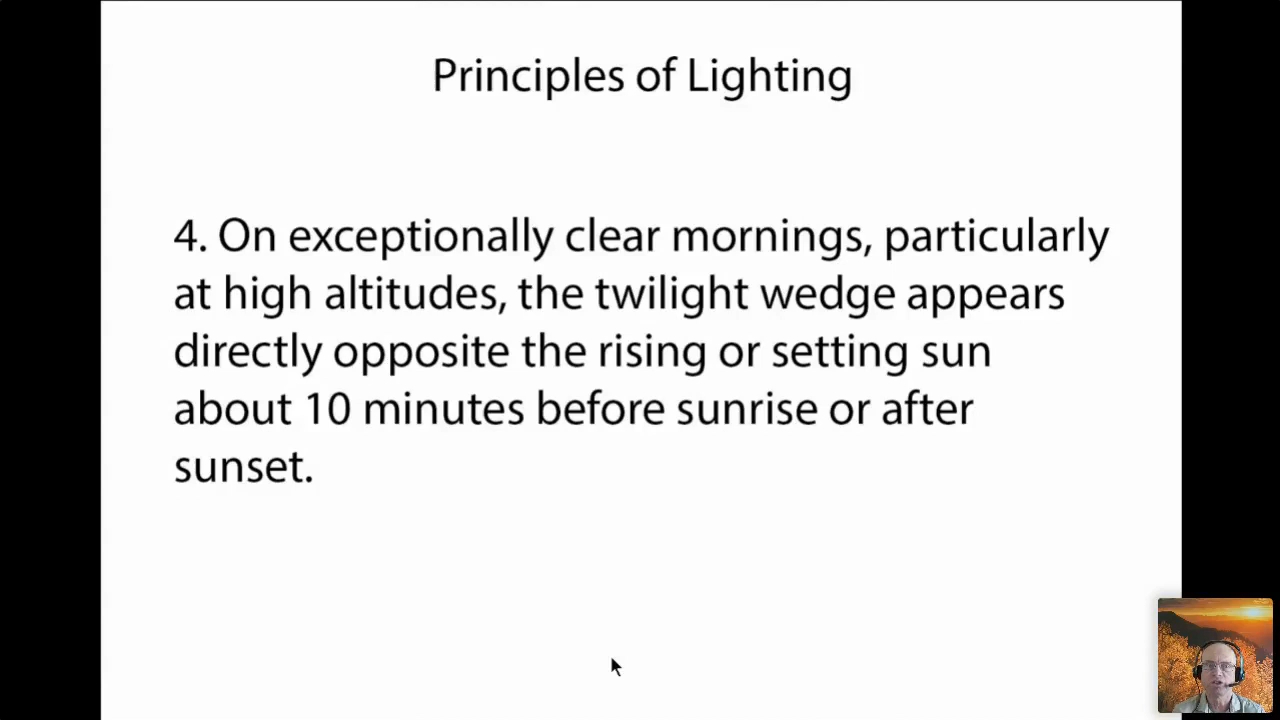 Principles of Lighting
4. On exceptionally clear mornings, particularly
at high altitudes, the twilight wedge appears
directly opposite the rising or setting sun
about 10 minutes before sunrise or after
sunset.